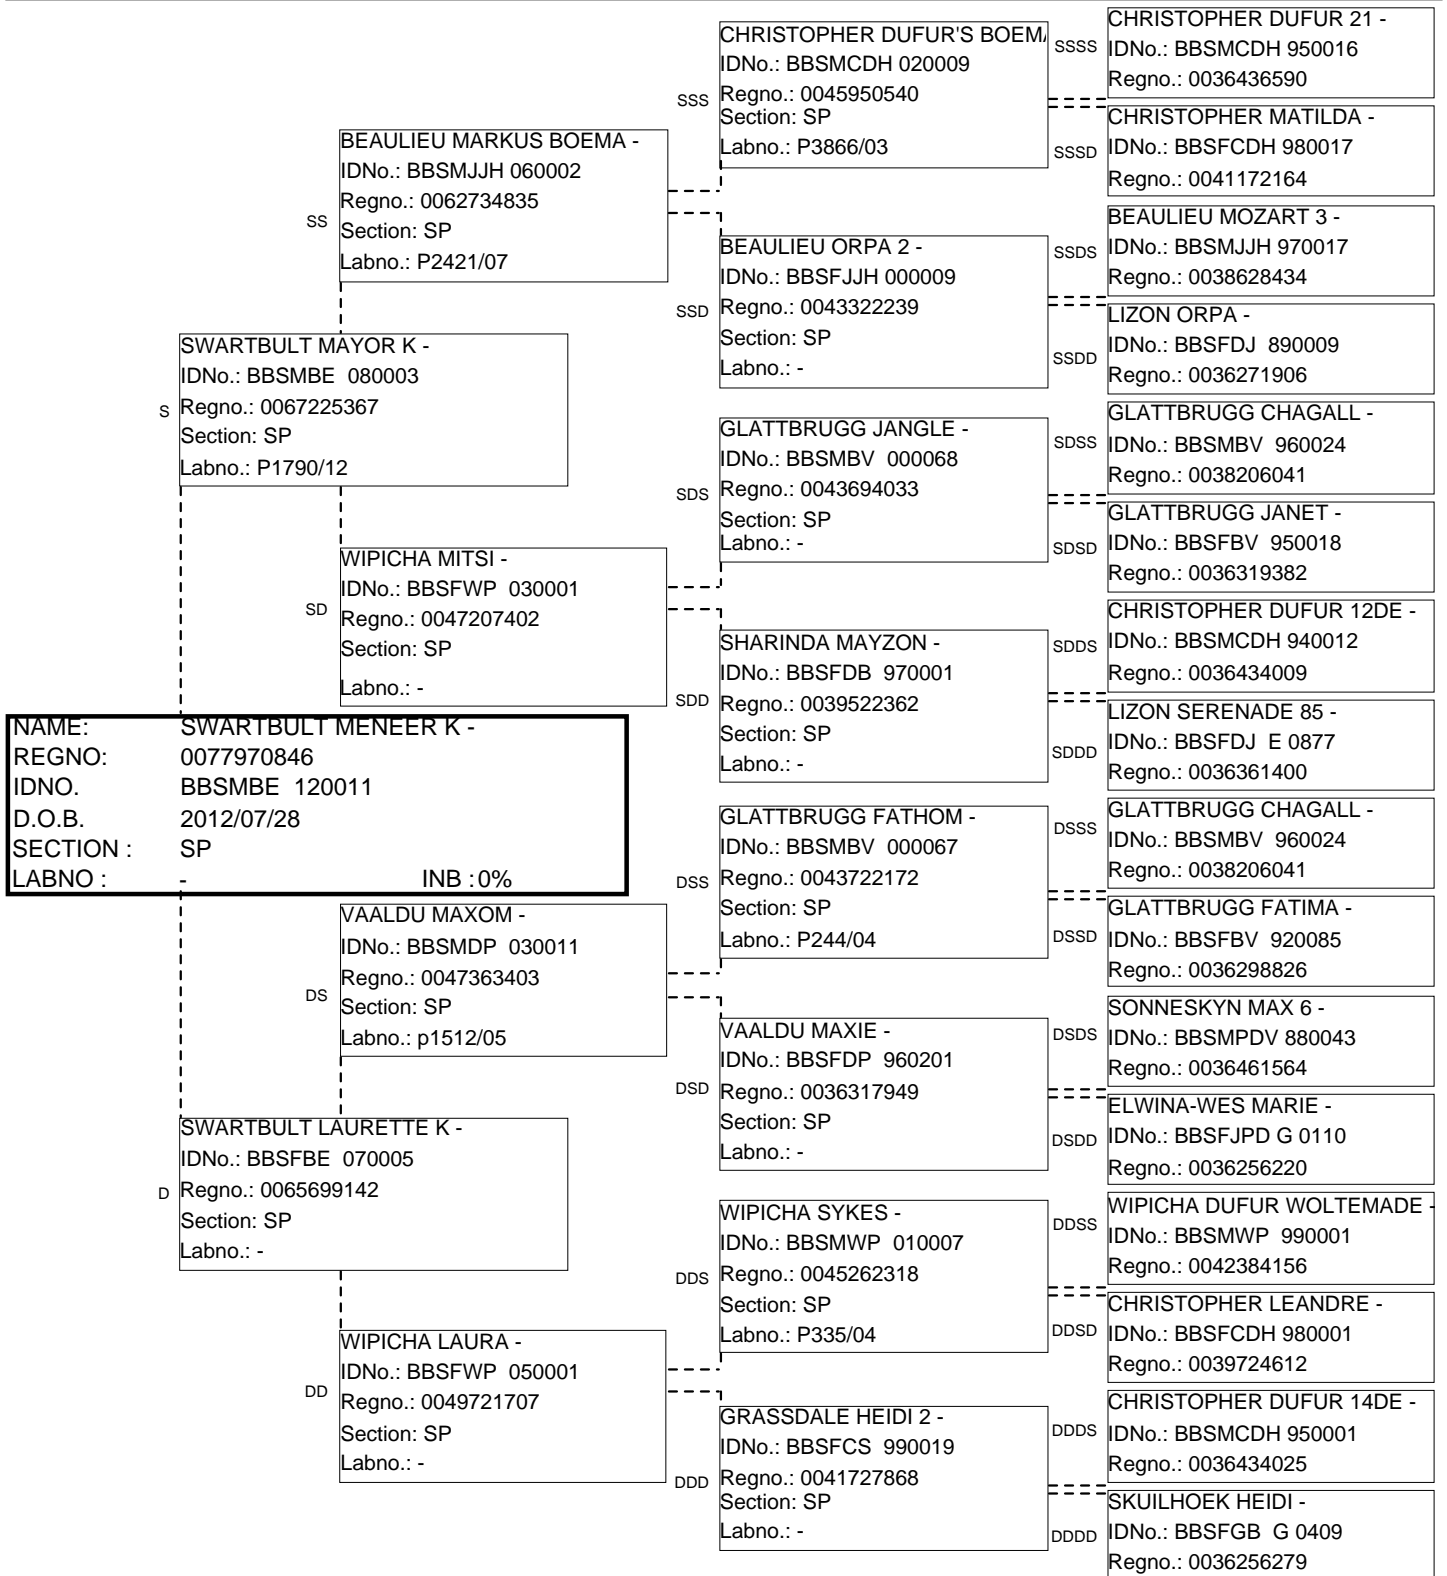 CHRISTOPHER DUFUR 21 -
SSSS IDNo.: BBSMCDH 950016
Regno.: 0036436590
CHRISTOPHER DUFUR'S BOEMA
IDNo.: BBSMCDH 020009
SSS Regno.: 0045950540
Section: SP
Labno.: P3866/03
CHRISTOPHER MATILDA -
SSSD IDNo.: BBSFCDH 980017
Regno.: 0041172164
BEAULIEU MARKUS BOEMA -
IDNo.: BBSMJJH 060002
Regno.: 0062734835
SS Section: SP
Labno.: P2421/07
BEAULIEU MOZART 3 -
SSDS IDNo.: BBSMJJH 970017
Regno.: 0038628434
BEAULIEU ORPA 2 -
IDNo.: BBSFJJH 000009
SSD Regno.: 0043322239
Section: SP
Labno.: -
LIZON ORPA -
SSDD IDNo.: BBSFDJ 890009
Regno.: 0036271906
SWARTBULT MAYOR K -
IDNo.: BBSMBE 080003
S Regno.: 0067225367
Section: SP
Labno.: P1790/12
GLATTBRUGG CHAGALL -
SDSS IDNo.: BBSMBV 960024
Regno.: 0038206041
GLATTBRUGG JANGLE -
IDNo.: BBSMBV 000068
SDS Regno.: 0043694033
Section: SP
Labno.: -
GLATTBRUGG JANET -
SDSD IDNo.: BBSFBV 950018
Regno.: 0036319382
WIPICHA MITSI -
IDNo.: BBSFWP 030001
SD Regno.: 0047207402
Section: SP
Labno.: -
CHRISTOPHER DUFUR 12DE -
SDDS IDNo.: BBSMCDH 940012
Regno.: 0036434009
SHARINDA MAYZON -
IDNo.: BBSFDB 970001
SDD Regno.: 0039522362
Section: SP
Labno.: -
LIZON SERENADE 85 -
SDDD IDNo.: BBSFDJ E 0877
Regno.: 0036361400
NAME: SWARTBULT MENEER K -
REGNO: 0077970846
IDNO. BBSMBE 120011
D.O.B. 2012/07/28
SECTION : SP
LABNO : - INB : 0%
GLATTBRUGG CHAGALL -
DSSS IDNo.: BBSMBV 960024
Regno.: 0038206041
GLATTBRUGG FATHOM -
IDNo.: BBSMBV 000067
DSS Regno.: 0043722172
Section: SP
Labno.: P244/04
GLATTBRUGG FATIMA -
DSSD IDNo.: BBSFBV 920085
Regno.: 0036298826
VAALDU MAXOM -
IDNo.: BBSMDP 030011
Regno.: 0047363403
DS Section: SP
Labno.: p1512/05
SONNESKYN MAX 6 -
DSDS IDNo.: BBSMPDV 880043
Regno.: 0036461564
VAALDU MAXIE -
IDNo.: BBSFDP 960201
DSD Regno.: 0036317949
Section: SP
Labno.: -
ELWINA-WES MARIE -
DSDD IDNo.: BBSFJPD G 0110
Regno.: 0036256220
SWARTBULT LAURETTE K -
IDNo.: BBSFBE 070005
D Regno.: 0065699142
Section: SP
Labno.: -
WIPICHA DUFUR WOLTEMADE -
DDSS IDNo.: BBSMWP 990001
Regno.: 0042384156
WIPICHA SYKES -
IDNo.: BBSMWP 010007
DDS Regno.: 0045262318
Section: SP
Labno.: P335/04
CHRISTOPHER LEANDRE -
DDSD IDNo.: BBSFCDH 980001
Regno.: 0039724612
WIPICHA LAURA -
IDNo.: BBSFWP 050001
DD Regno.: 0049721707
Section: SP
Labno.: -
CHRISTOPHER DUFUR 14DE -
DDDS IDNo.: BBSMCDH 950001
Regno.: 0036434025
GRASSDALE HEIDI 2 -
IDNo.: BBSFCS 990019
DDD Regno.: 0041727868
Section: SP
Labno.: -
SKUILHOEK HEIDI -
DDDD IDNo.: BBSFGB G 0409
Regno.: 0036256279